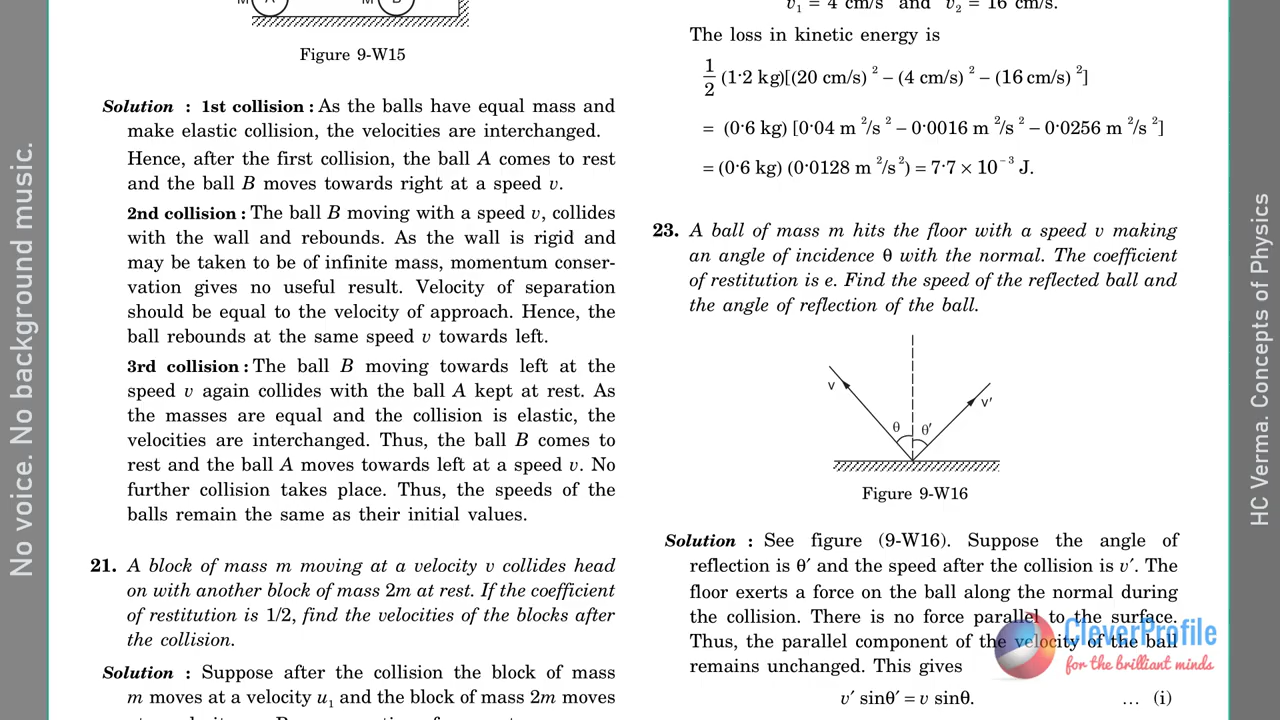 No voice. No background music.
M A M B
Figure 9-W15
Solution : 1st collision : As the balls have equal mass and
make elastic collision, the velocities are interchanged.
Hence, after the first collision, the ball A comes to rest
and the ball B moves towards right at a speed v.
2nd collision : The ball B moving with a speed v, collides
with the wall and rebounds. As the wall is rigid and
may be taken to be of infinite mass, momentum conser-
vation gives no useful result. Velocity of separation
should be equal to the velocity of approach. Hence, the
ball rebounds at the same speed v towards left.
3rd collision : The ball B moving towards left at the
speed v again collides with the ball A kept at rest. As
the masses are equal and the collision is elastic, the
velocities are interchanged. Thus, the ball B comes to
rest and the ball A moves towards left at a speed v. No
further collision takes place. Thus, the speeds of the
balls remain the same as their initial values.
21. A block of mass m moving at a velocity v collides head
on with another block of mass 2m at rest. If the coefficient
of restitution is 1/2, find the velocities of the blocks after
the collision.
Solution : Suppose after the collision the block of mass
m moves at a velocity u₁ and the block of mass 2m moves
v₁ = 4 cm/s and v₂ = 16 cm/s.
The loss in kinetic energy is
1/2 (1·2 kg)[(20 cm/s)² – (4 cm/s)² – (16 cm/s)²]
= (0·6 kg) [0·04 m²/s² – 0·0016 m²/s² – 0·0256 m²/s²]
= (0·6 kg) (0·0128 m²/s²) = 7·7 × 10⁻³ J.
23. A ball of mass m hits the floor with a speed v making
an angle of incidence θ with the normal. The coefficient
of restitution is e. Find the speed of the reflected ball and
the angle of reflection of the ball.
v v′
θ θ′
Figure 9-W16
Solution : See figure (9-W16). Suppose the angle of
reflection is θ′ and the speed after the collision is v′. The
floor exerts a force on the ball along the normal during
the collision. There is no force parallel to the surface.
Thus, the parallel component of the velocity of the ball
remains unchanged. This gives
v′ sinθ′ = v sinθ. ... (i)
CleverProfile
for the brilliant minds
HC Verma. Concepts of Physics